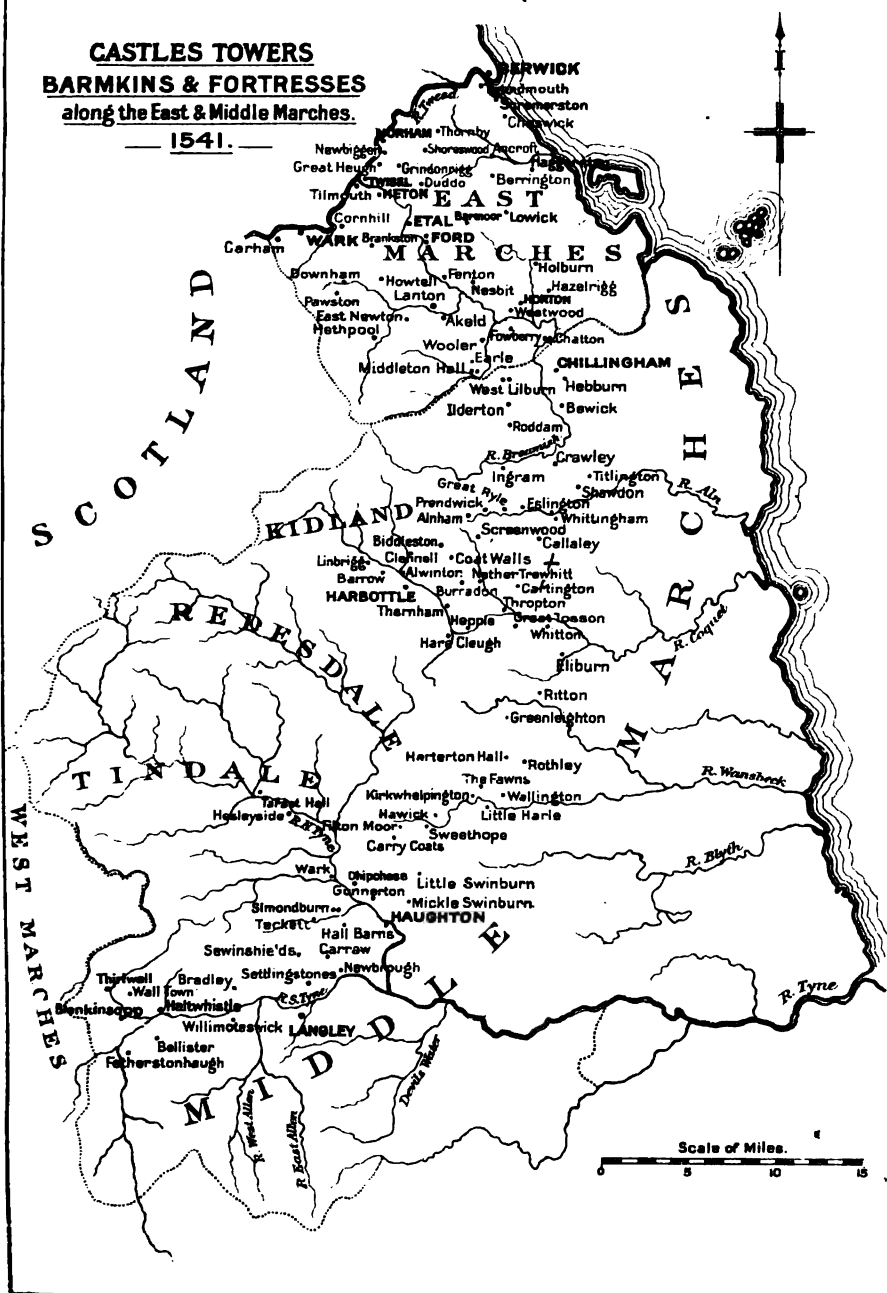 CASTLES TOWERS
BARMKINS & FORTRESSES
along the East & Middle Marches.
1541.
BERWICK
R. Tweed
Scremerston
Cheswick
NORHAM
Thornby
Newbiggen
Shoreswood
Ancroft
Great Heugh
Grindonrigg
TWISEL
Duddo
Berrington
Tilmouth
HETON
EAST
Cornhill
ETAL
Barmoor
Lowick
Carham
WARK
Brankston
FORD
MARCHES
Holburn
Downham
Howtell
Fenton
Nesbit
Hazelrigg
Pawston
Lanton
HORTON
Westwood
East Newton
Akeld
Hethpool
Fowberry
Chatton
Wooler
Earle
Middleton Hall
CHILLINGHAM
West Lilburn
Hebburn
Ilderton
Bewick
Roddam
R. Breamish
Crawley
Ingram
Titlington
Great Ryle
Shawdon
R. Aln
Prendwick
Eslington
Alnham
Whittungham
SCOTLAND
KIDLAND
Screenwood
Biddleston
Callaley
Linbrigg
Clennell
Coat Walls
Barrow
Alwinton
Nether Trewhitt
HARBOTTLE
Burradon
Cartington
Tharnham
Thropton
Hepple
Great Tosson
Whitton
Hare Cleugh
R. Coquet
Eliburn
REDESDALE
Ritton
Greenleighton
Harterton Hall
Rothley
TINDALE
The Fawns
R. Wansbeck
Tarset Hall
Kirkwhelpington
Wallington
Hesleyside
R. N. Tyne
Hawick
Little Harle
Filton Moor
Sweethope
Carry Coats
R. Blyth
WEST MARCHES
Wark
Chipchase
Little Swinburn
Gunnerton
Mickle Swinburn
Simondburn
HAUGHTON
Teckett
Hall Barns
Sewinshie'ds
Carraw
Thirlwall
Bradley
Settlingstones
Newbrough
Wall Town
Blenkinsopp
Haltwhistle
R. S. Tyne
R. Tyne
Willimoteswick
LANGLEY
Bellister
Fetherstonhaugh
Devils Water
MIDDLE MARCHES
R. West Allen
R East Allen
Scale of Miles.
0 5 10 15